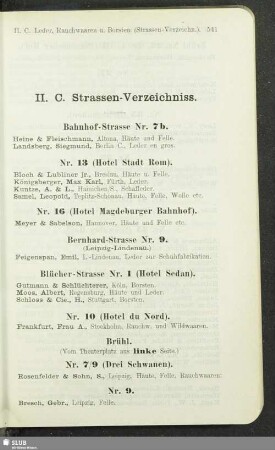 II. C. Leder, Rauchwaaren u. Borsten (Strassen-Verzeichn.). 541
II. C. Strassen-Verzeichniss.
Bahnhof-Strasse Nr. 7b.
Heine & Fleischmann, Altona, Häute und Felle.
Landsberg, Siegmund, Berlin C., Leder en gros.
Nr. 13 (Hotel Stadt Rom).
Bloch & Lubliner jr., Breslau, Häute u. Felle.
Königsberger, Max Karl, Fürth, Leder.
Kuntze, A. & L., Schafleder.
Samel, Leopold, Teplitz-Schönau, Häute, Felle, Wolle etc.
Nr. 16 (Hotel Magdeburger Bahnhof).
Meyer & Sabelson, Hannover, Häute und Felle etc.
Bernhard-Strasse Nr. 9.
(Leipzig-Lindenau.)
Feigenspan, Emil, L.-Lindenau, Leder zur Schuhfabrikation.
Blücher-Strasse Nr. 1 (Hotel Sedan).
Gutmann & Schlüchterer, Köln, Borsten.
Moos, Albert, Regensburg, Häute und Leder.
Schloss & Cie., H., Stuttgart, Borsten.
Nr. 10 (Hotel du Nord).
Frankfurt, Frau A., Stockholm, Rauchw. und Wildwaaren.
Brühl.
(Vom Theaterplatz aus linke Seite.)
Nr. 7/9 (Drei Schwanen).
Rosenfelder & Sohn, S., Leipzig, Häute, Felle, Rauchwaaren.
Nr. 9.
Bresch, Gebr., Leipzig, Felle.
SLUB